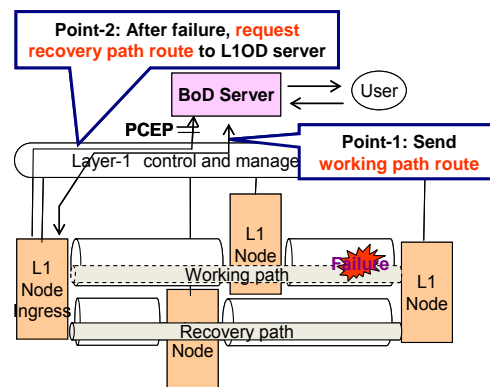 Point-2: After failure, request
recovery path route to L1OD server
BoD Server
User
PCEP
Point-1: Send
working path route
Layer-1 control and manage
L1
Node
L1
Node
Ingress
Working path
Failure
L1
Node
Recovery path
Node